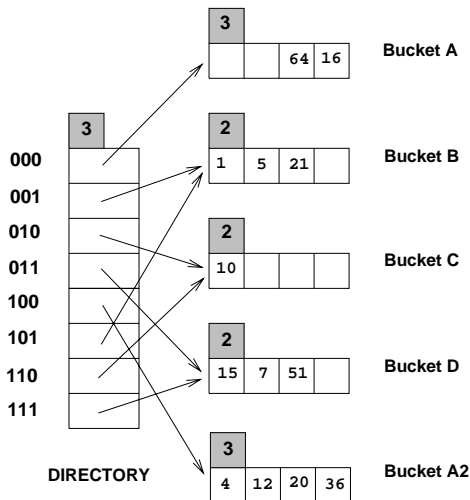 3
64 16 Bucket A
3
2
000
1 5 21 Bucket B
001
2
010
10 Bucket C
011
100
2
101
15 7 51 Bucket D
110
111
3
DIRECTORY
4 12 20 36 Bucket A2